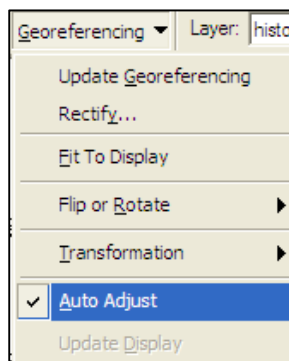 Georeferencing Layer: histo
Update Georeferencing
Rectify...
Fit To Display
Flip or Rotate
Transformation
Auto Adjust
Update Display